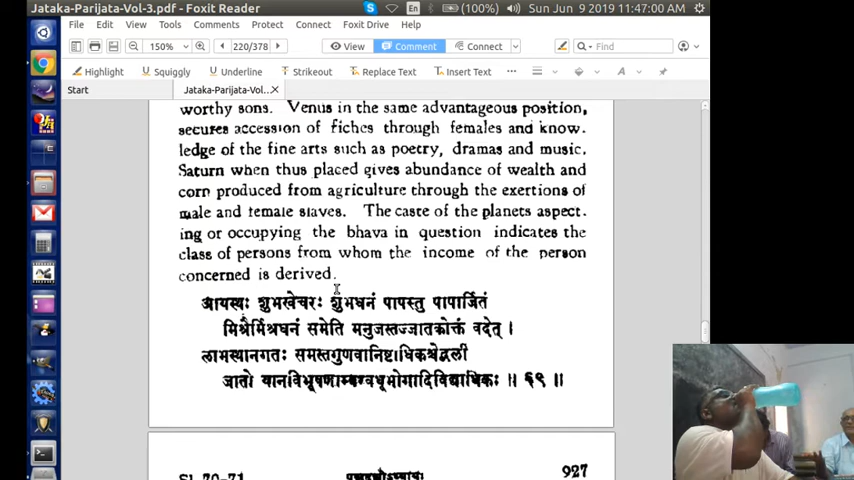 Jataka-Parijata-Vol-3.pdf - Foxit Reader
(100%) Sun Jun 9 2019 11:47:00 AM
File Edit View Tools Comments Connect Foxit Drive Help
150% 220/378 View Comment Connect Find
Highlight Squiggly Underline Strikeout Replace Text Insert Text
Start Jataka-Parijata-Vol...
worthy sons. Venus in the same advantageous position,
secures accession of fiches through females and know.
ledge of the fine arts such as poetry, dramas and music.
Saturn when thus placed gives abundance of wealth and
corn produced from agriculture through the exertions of
male and female slaves. The caste of the planets aspect.
ing or occupying the bhava in question indicates the
class of persons from whom the income of the person
concerned is derived.
आयस्थः शुभखेचरः शुभधनं पापस्तु पापार्जितं
मिश्रैर्मिश्रधनं समेति मनुजस्तज्जातकोक्तं वदेत् ।
लाभस्थानगतः समस्तगुणवानिष्टाधिकश्चेद्बली
जातो यानविभूषणाम्बरवधूभोगादिविद्याधिकः ॥ ६९ ॥
Sl. 70-71 927